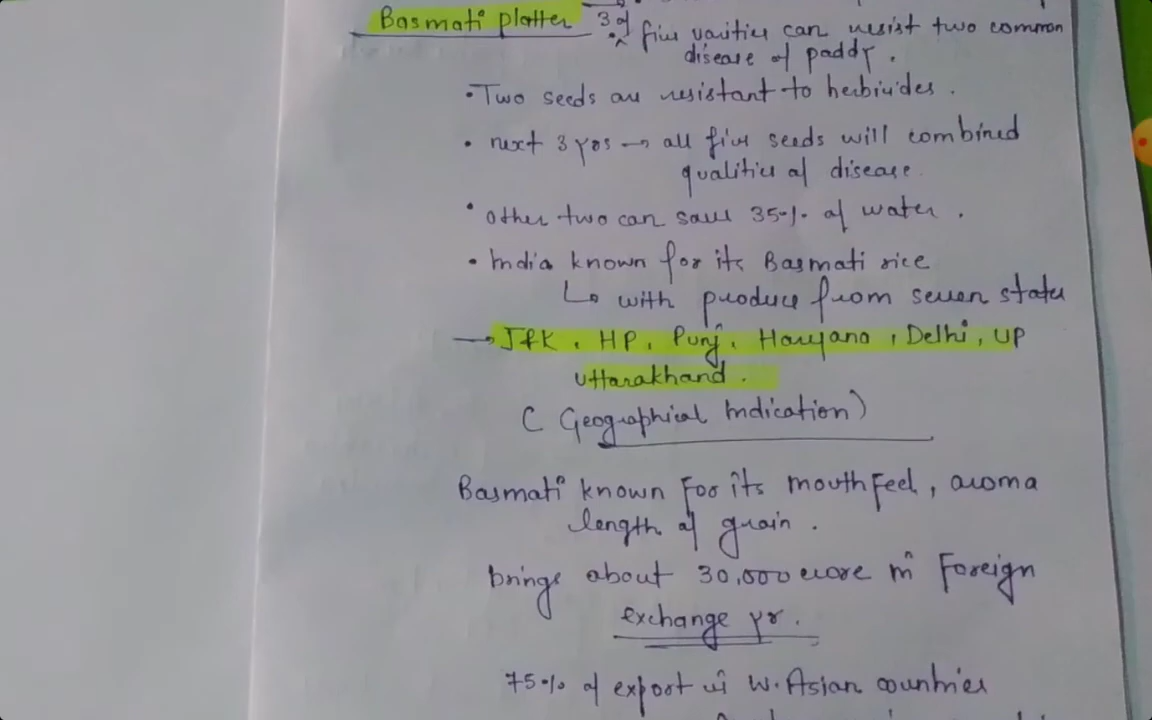 Basmati platter 3 of five vaities can resist two common
disease of paddy.
• Two seeds are resistant to herbicides.
• next 3 yrs → all five seeds will combined
qualities of disease
• other two can save 35% of water.
• India known for its Basmati rice
↳ with produce from seven states
→ J&K, HP, Punj, Haryana, Delhi, UP
Uttarakhand.
( Geographical Indication)
Basmati known for its mouthfeel, aroma
length of grain.
brings about 30,000 crore in Foreign
exchange yr.
75% of export in W. Asian countries